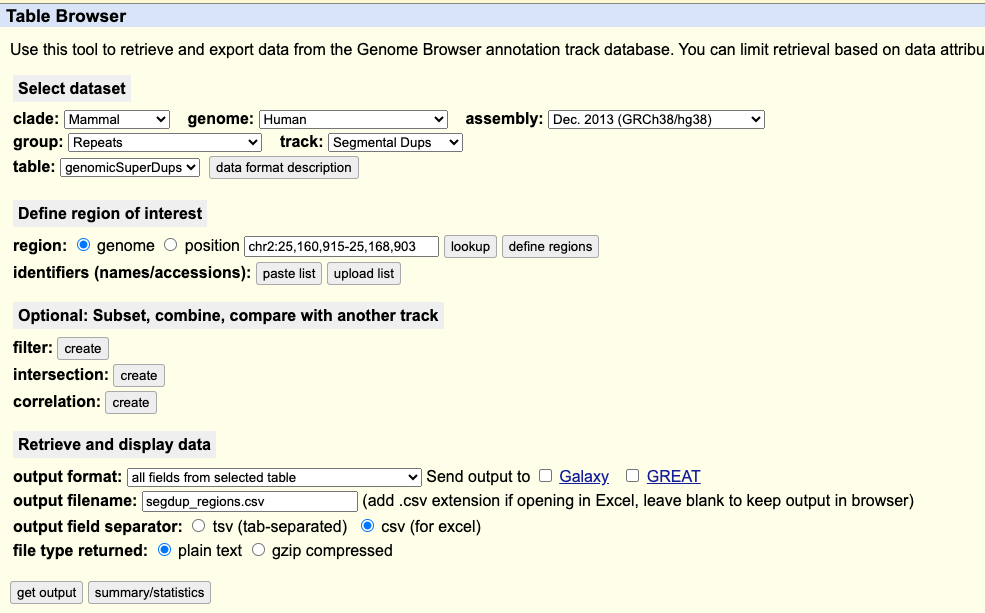 Table Browser
Use this tool to retrieve and export data from the Genome Browser annotation track database. You can limit retrieval based on data attribu
Select dataset
clade: Mammal genome: Human assembly: Dec. 2013 (GRCh38/hg38)
group: Repeats track: Segmental Dups
table: genomicSuperDups data format description
Define region of interest
region: genome position chr2:25,160,915-25,168,903 lookup define regions
identifiers (names/accessions): paste list upload list
Optional: Subset, combine, compare with another track
filter: create
intersection: create
correlation: create
Retrieve and display data
output format: all fields from selected table Send output to Galaxy GREAT
output filename: segdup_regions.csv (add .csv extension if opening in Excel, leave blank to keep output in browser)
output field separator: tsv (tab-separated) csv (for excel)
file type returned: plain text gzip compressed
get output summary/statistics